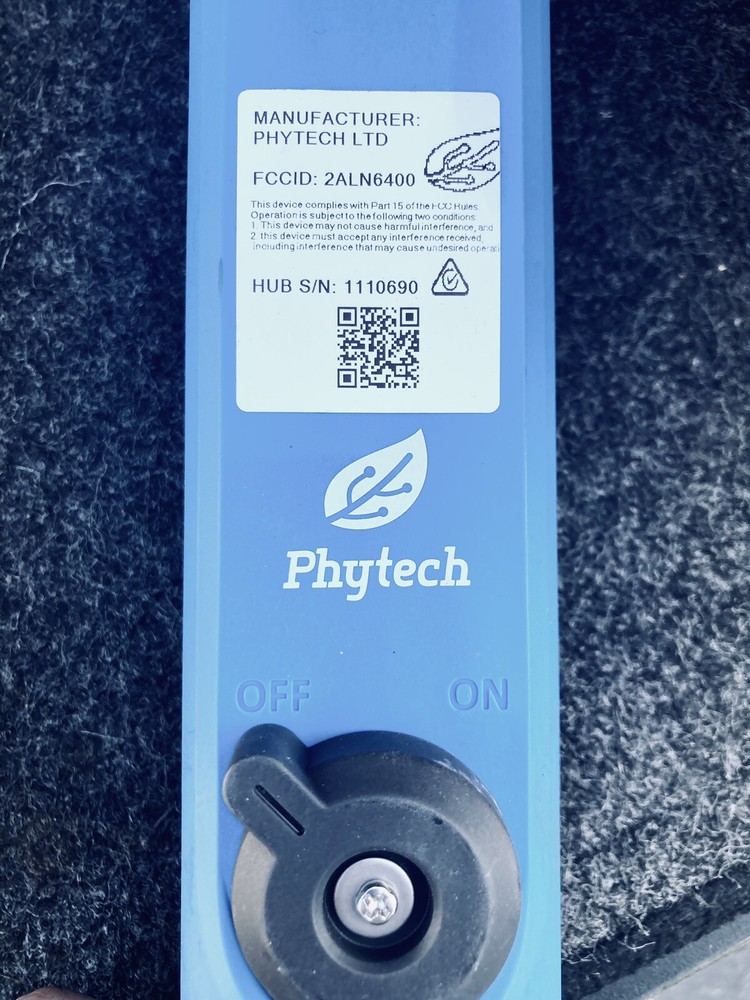 MANUFACTURER:
PHYTECH LTD
FCCID: 2ALN6400
This device complies with Part 15 of the FCC Rules
Operation is subject to the following two conditions:
1. This device may not cause harmful interference, and
2. this device must accept any interference received,
including interference that may cause undesired operati
HUB S/N: 1110690
Phytech
OFF ON